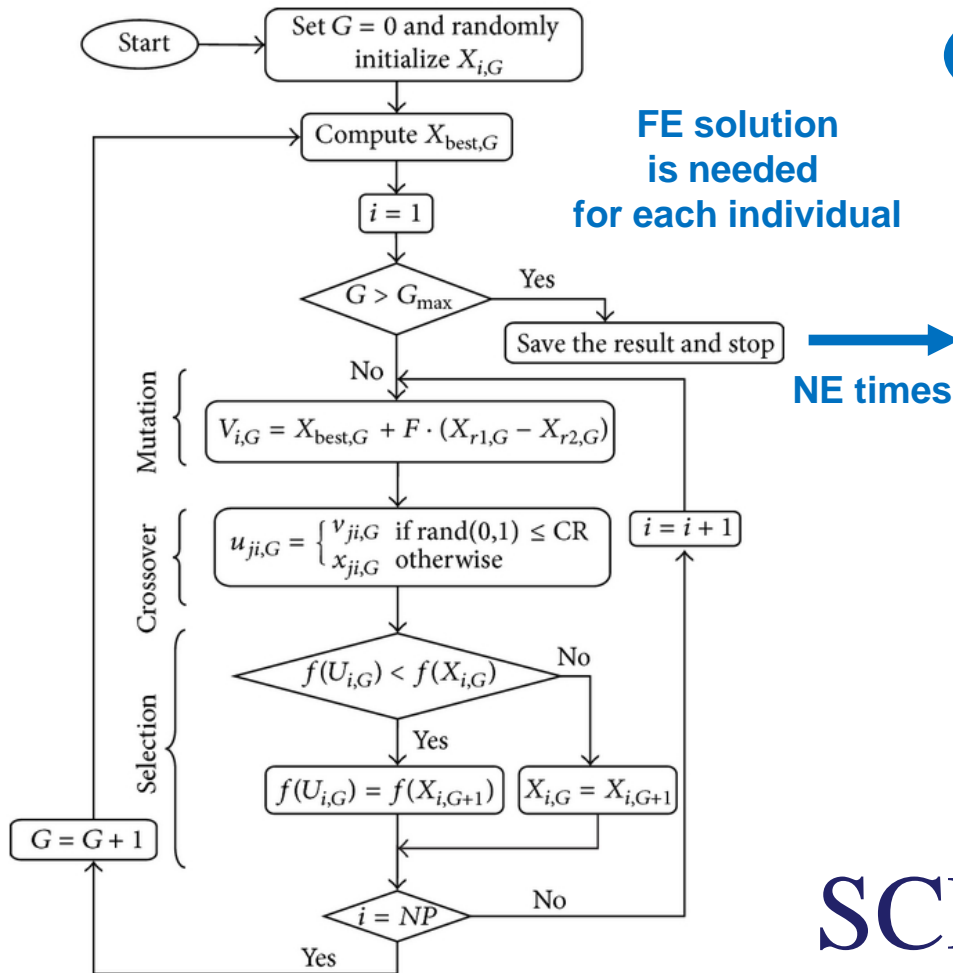 Start
Set G = 0 and randomly
initialize X_{i,G}
Compute X_{best,G}
FE solution
is needed
for each individual
i = 1
G > G_{max}
Yes
Save the result and stop
NE times
No
Mutation
V_{i,G} = X_{best,G} + F · (X_{r1,G} − X_{r2,G})
Crossover
u_{ji,G} = { v_{ji,G} if rand(0,1) ≤ CR
x_{ji,G} otherwise
i = i + 1
Selection
f(U_{i,G}) < f(X_{i,G})
No
Yes
f(U_{i,G}) = f(X_{i,G+1})
X_{i,G} = X_{i,G+1}
G = G + 1
i = NP
No
Yes